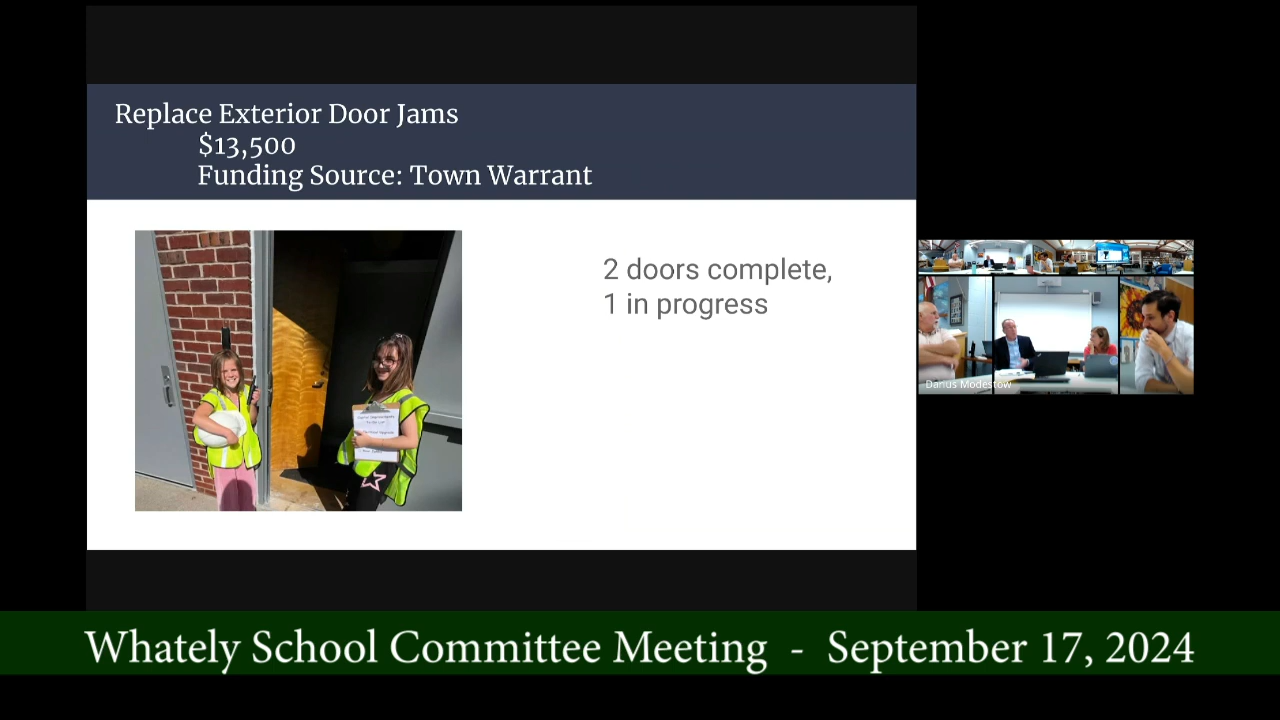 Replace Exterior Door Jams
$13,500
Funding Source: Town Warrant
2 doors complete,
1 in progress
Darius Modestow
Whately School Committee Meeting - September 17, 2024